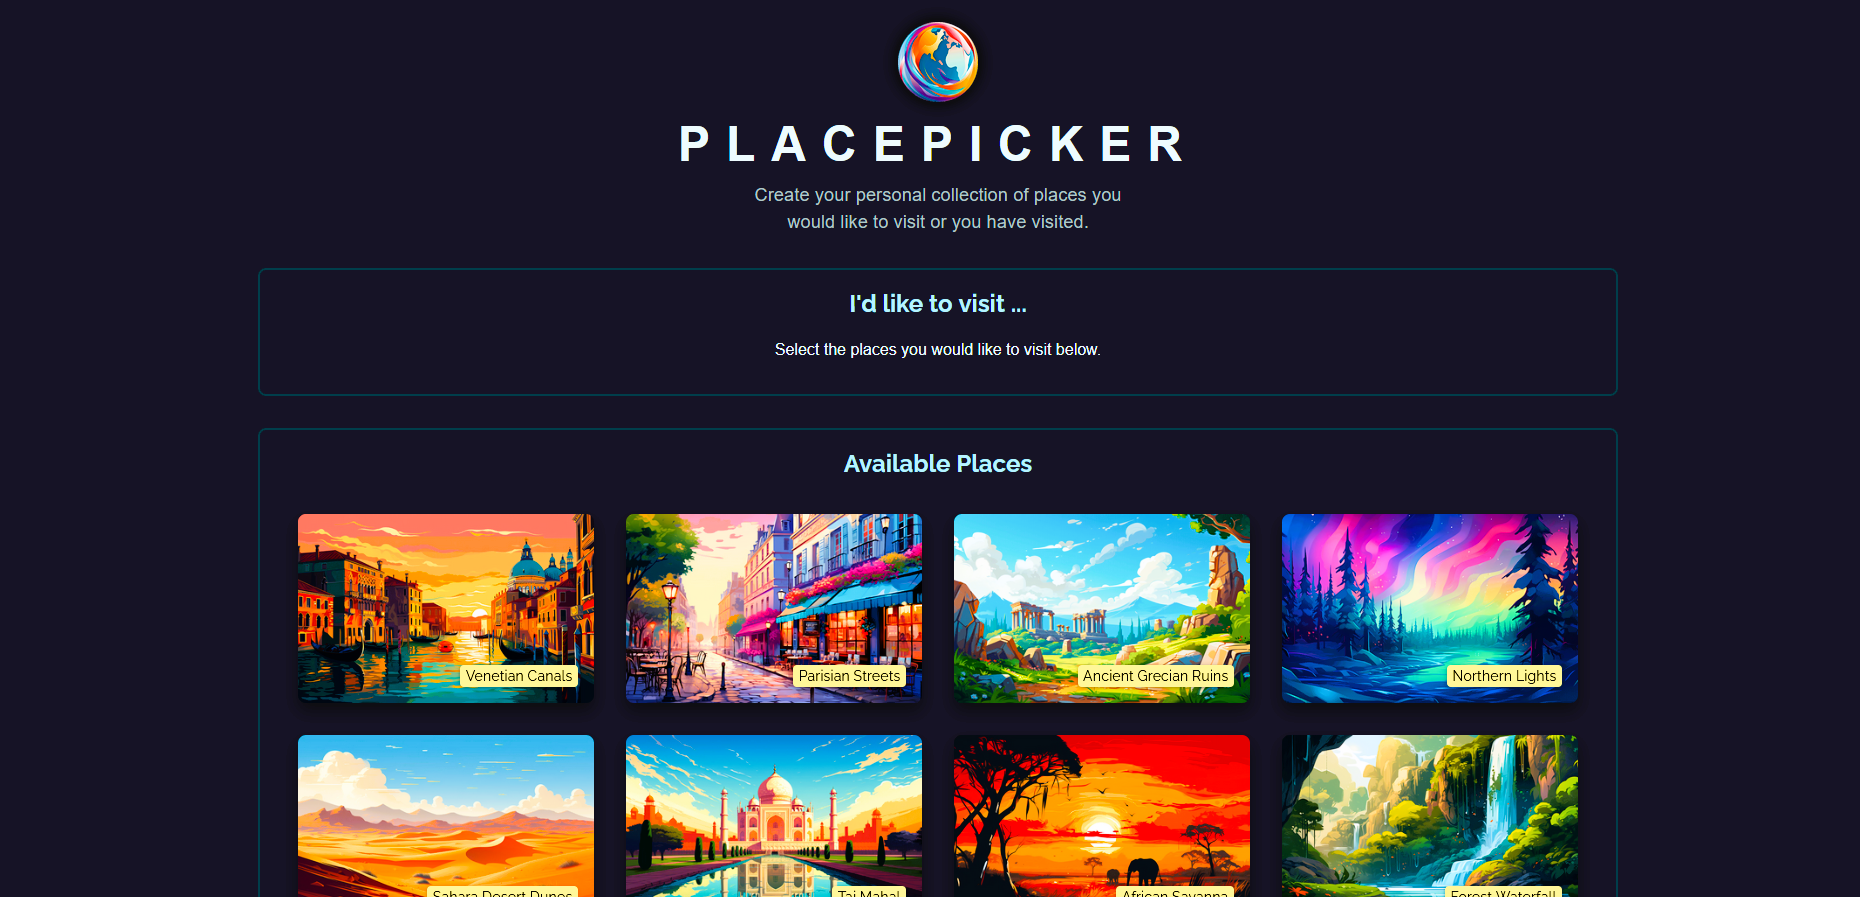 PLACEPICKER
Create your personal collection of places you
would like to visit or you have visited.
I'd like to visit ...
Select the places you would like to visit below.
Available Places
Venetian Canals
Parisian Streets
Ancient Grecian Ruins
Northern Lights
Sahara Desert Dunes
Taj Mahal
African Savanna
Forest Waterfall